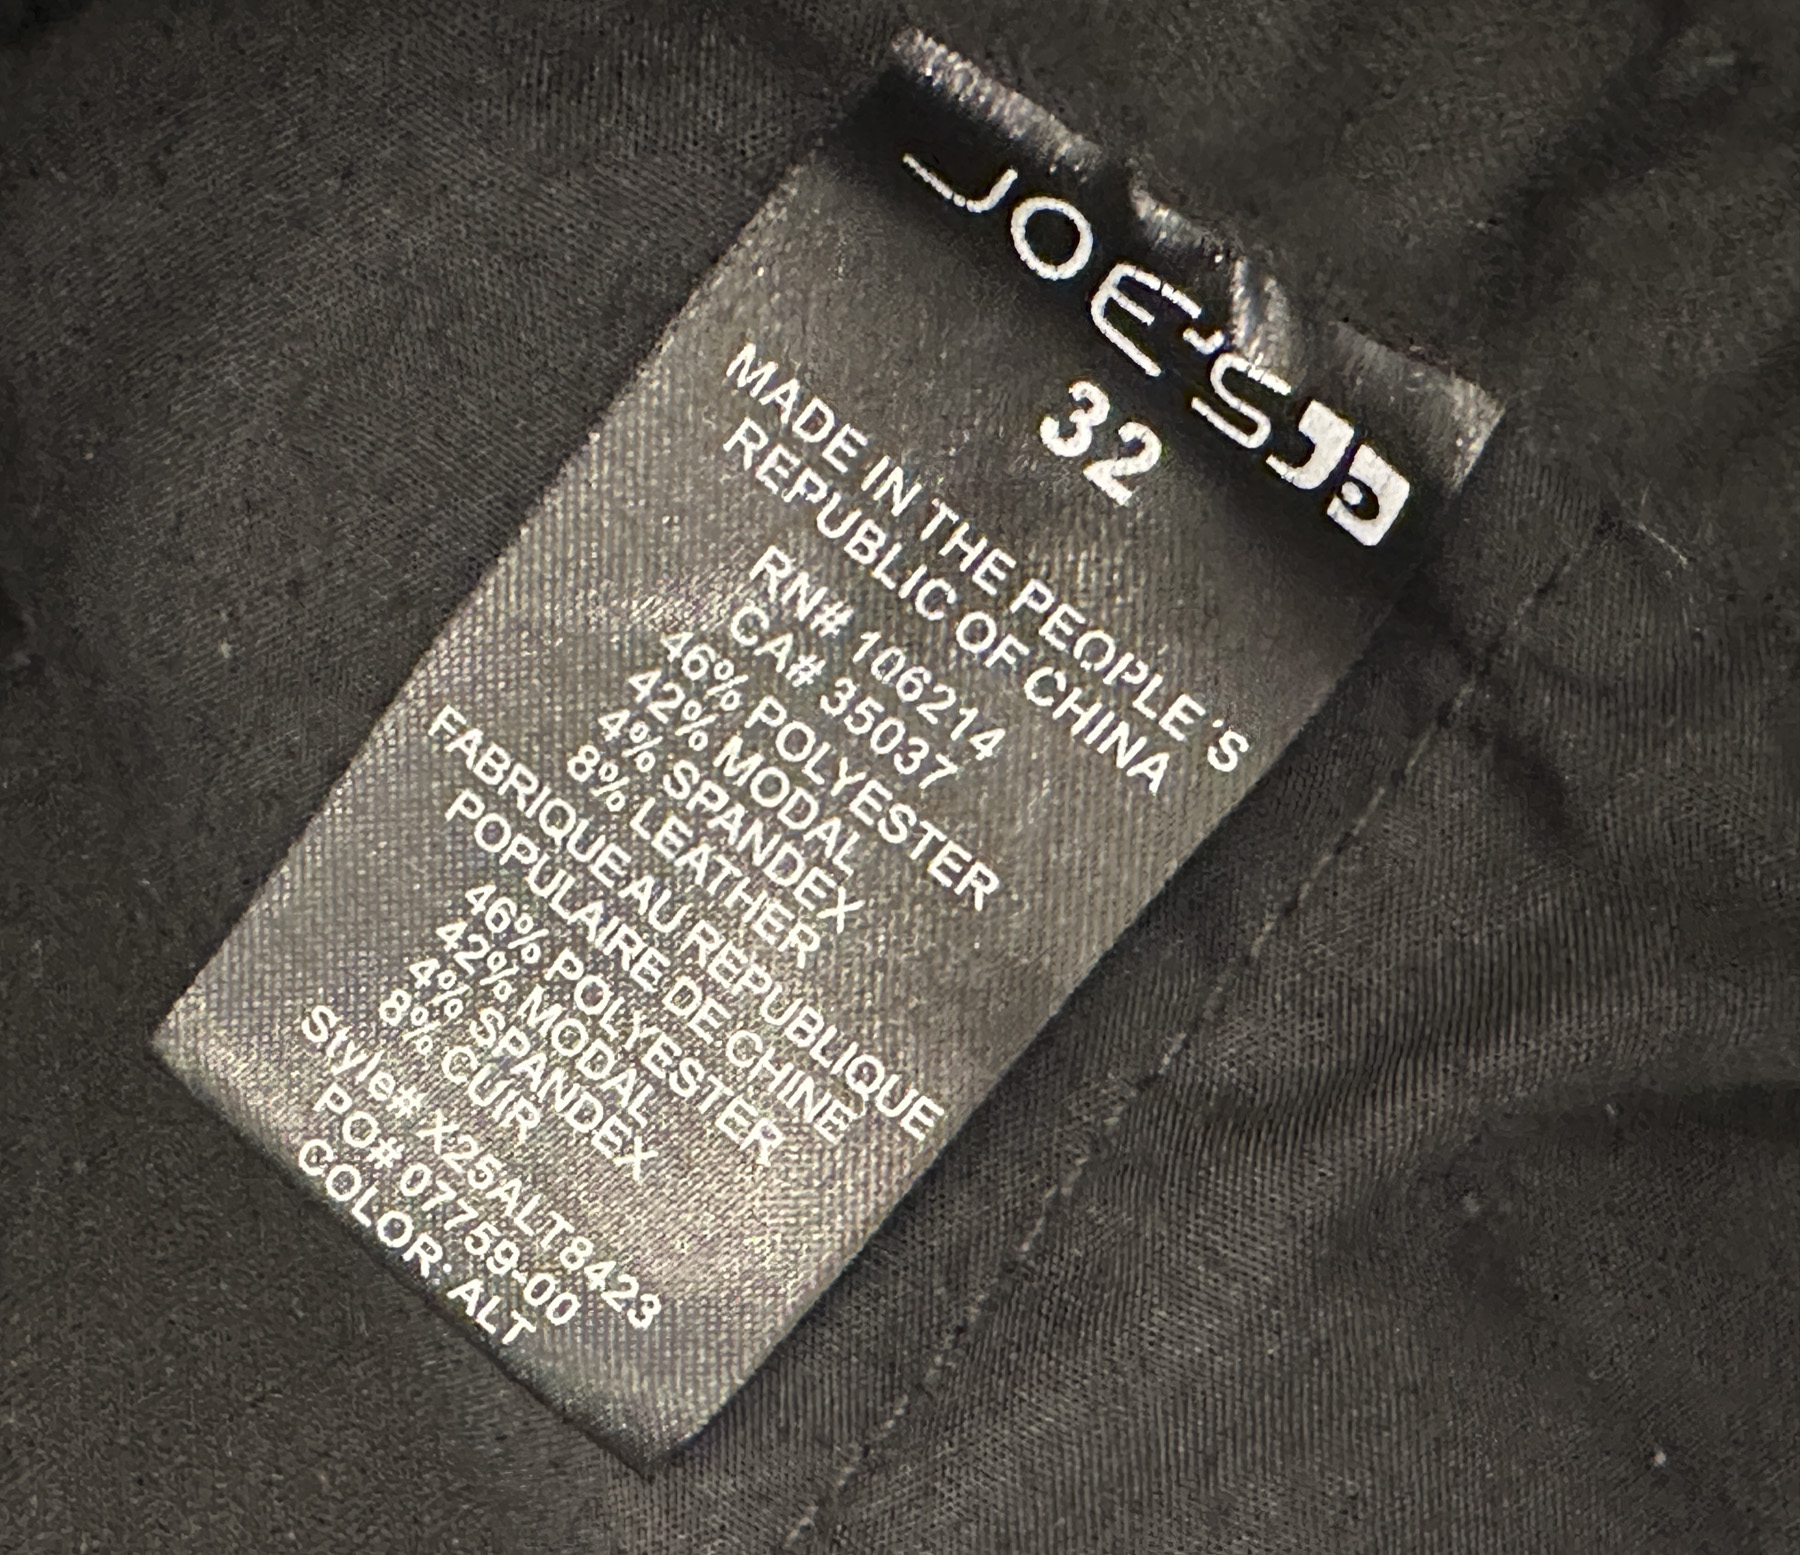 JOE'S JD
32
MADE IN THE PEOPLE'S
REPUBLIC OF CHINA
RN# 106214
CA# 35037
46% POLYESTER
42% MODAL
4% SPANDEX
8% LEATHER
FABRIQUEAU REPUBLIQUE
POPULAIRE DE CHINE
46% POLYESTER
42% MODAL
4% SPANDEX
8% CUIR
Style# X25ALT8423
PO# 07759-00
COLOR: ALT